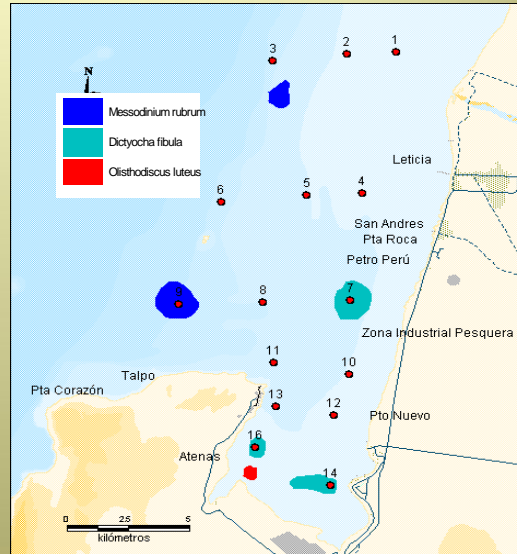 3
2
1
N
Messodinium rubrum
Dictyocha fibula
Olisthodiscus luteus
Leticia
6
5
4
San Andres
Pta Roca
Petro Perú
9
8
7
Zona Industrial Pesquera
11
10
Talpo
Pta Corazón
13
12
Pto Nuevo
16
Atenas
14
0 2.5 5
kilómetros